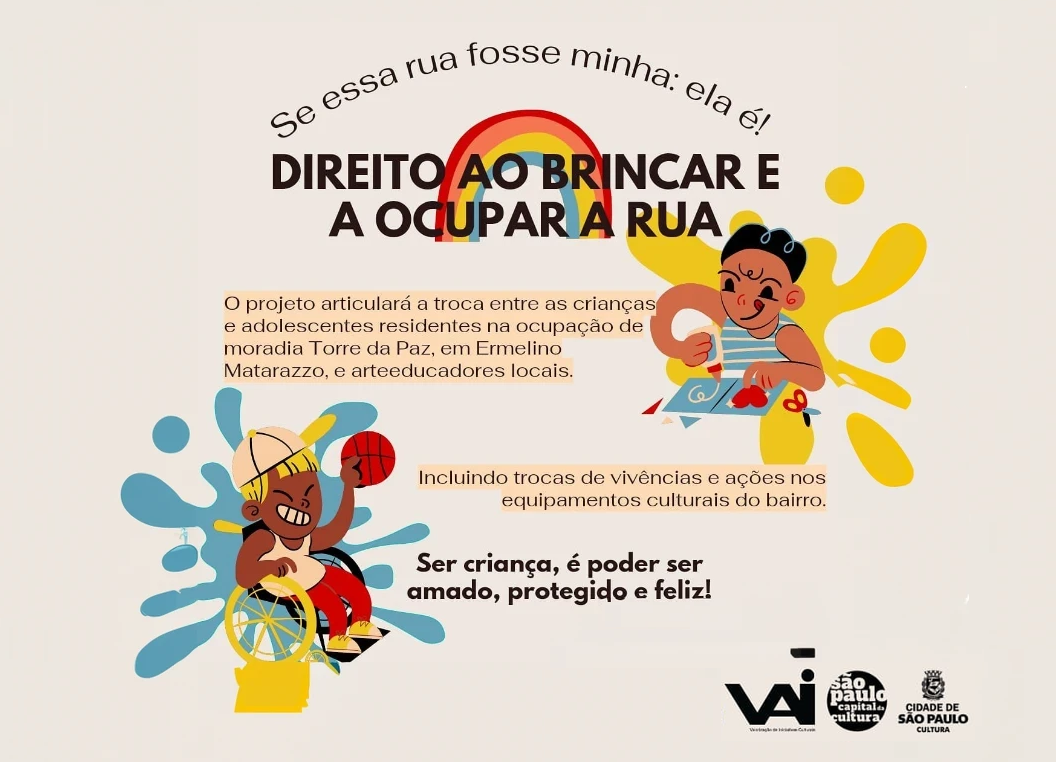 Se essa rua fosse minha: ela é!
DIREITO AO BRINCAR E
A OCUPAR A RUA
O projeto articulará a troca entre as crianças
e adolescentes residentes na ocupação de
moradia Torre da Paz, em Ermelino
Matarazzo, e arteeducadores locais.
Incluindo trocas de vivências e ações nos
equipamentos culturais do bairro.
Ser criança, é poder ser
amado, protegido e feliz!
VAI
são
paulo
capital da
cultura
CIDADE DE
SÃO PAULO
CULTURA